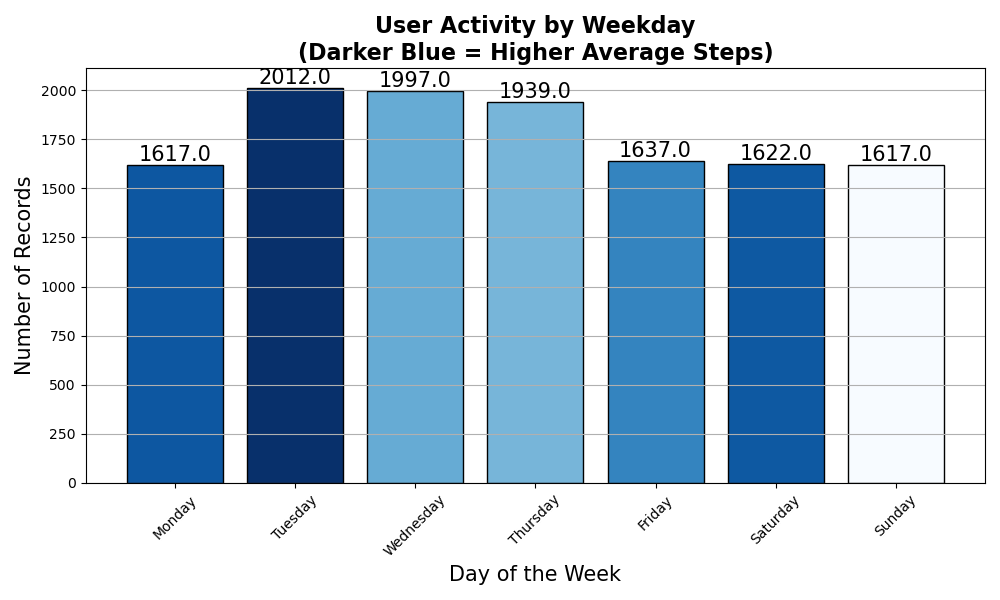 User Activity by Weekday
(Darker Blue = Higher Average Steps)
Number of Records
2000
1750
1500
1250
1000
750
500
250
0
1617.0
2012.0
1997.0
1939.0
1637.0
1622.0
1617.0
Monday
Tuesday
Wednesday
Thursday
Friday
Saturday
Sunday
Day of the Week